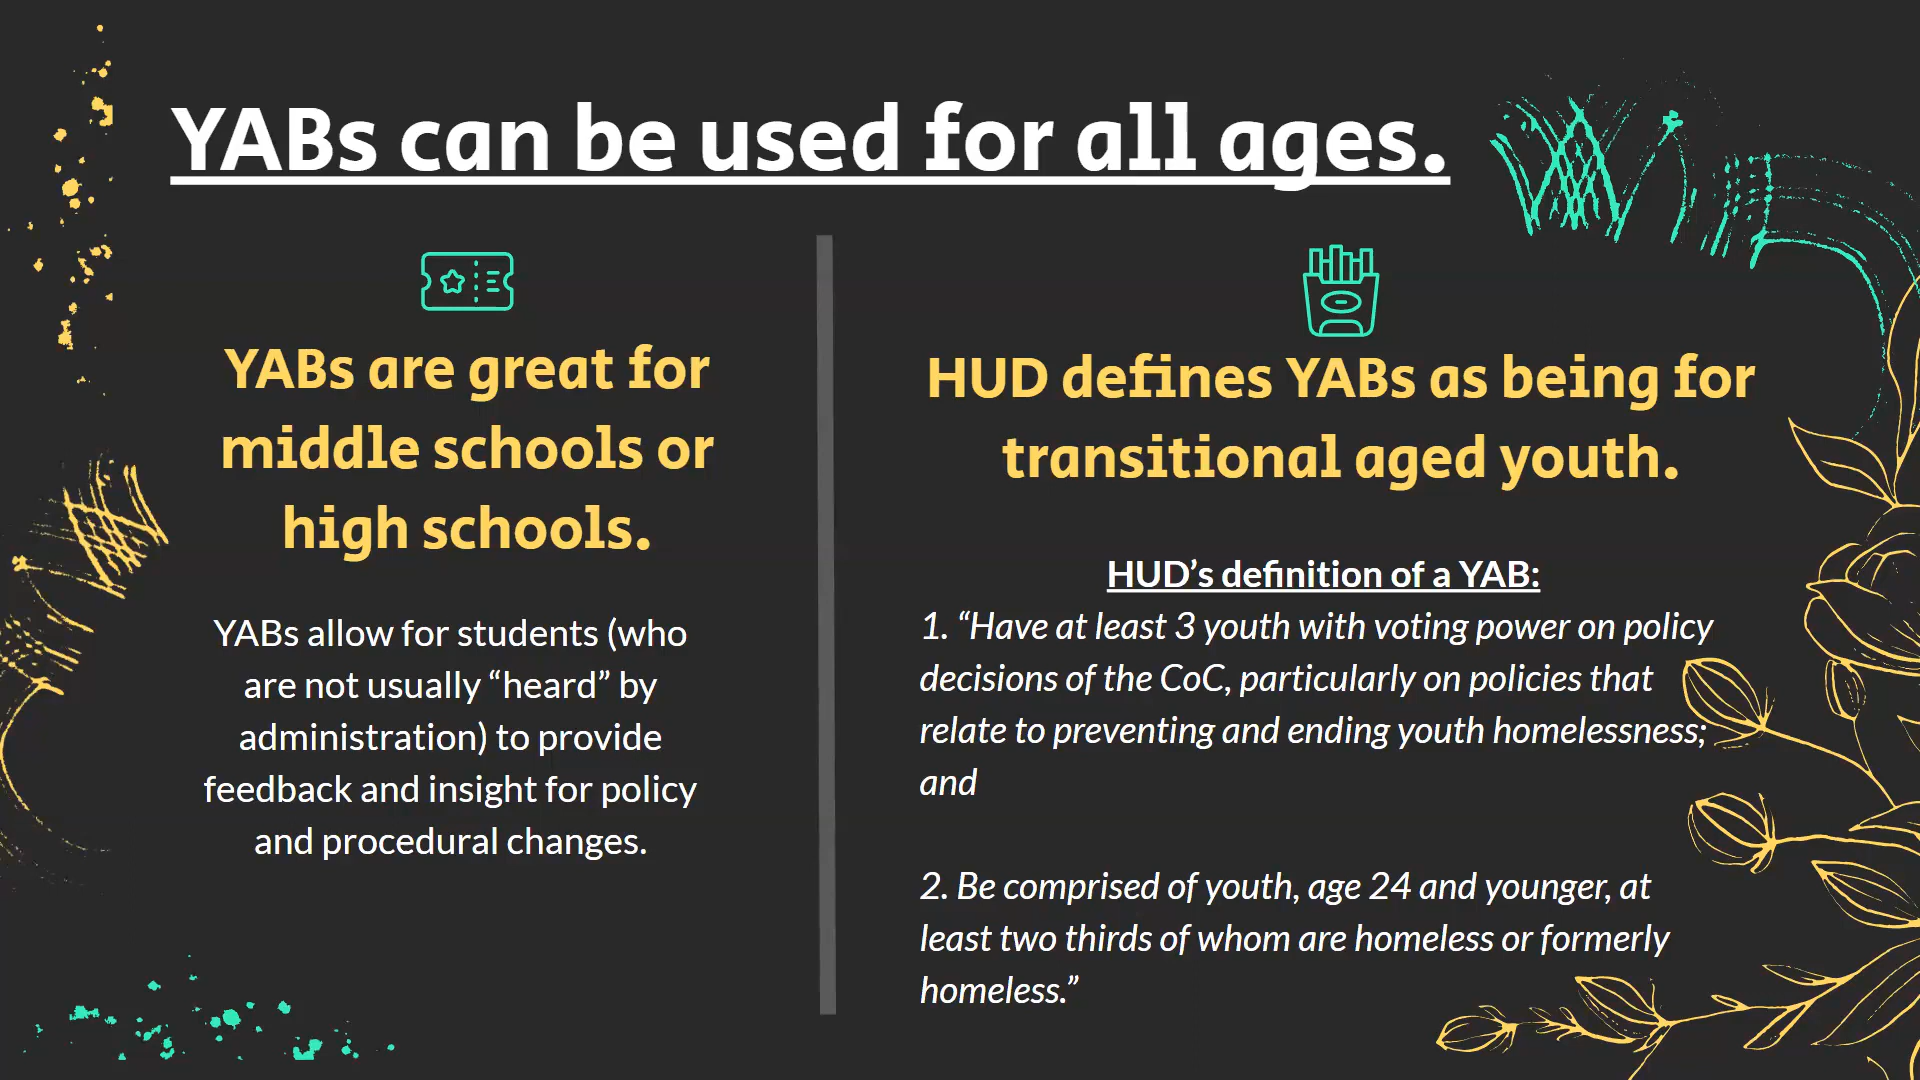 YABs can be used for all ages.
YABs are great for
middle schools or
high schools.
YABs allow for students (who
are not usually “heard” by
administration) to provide
feedback and insight for policy
and procedural changes.
HUD defines YABs as being for
transitional aged youth.
HUD’s definition of a YAB:
1. “Have at least 3 youth with voting power on policy
decisions of the CoC, particularly on policies that
relate to preventing and ending youth homelessness;
and
2. Be comprised of youth, age 24 and younger, at
least two thirds of whom are homeless or formerly
homeless.”